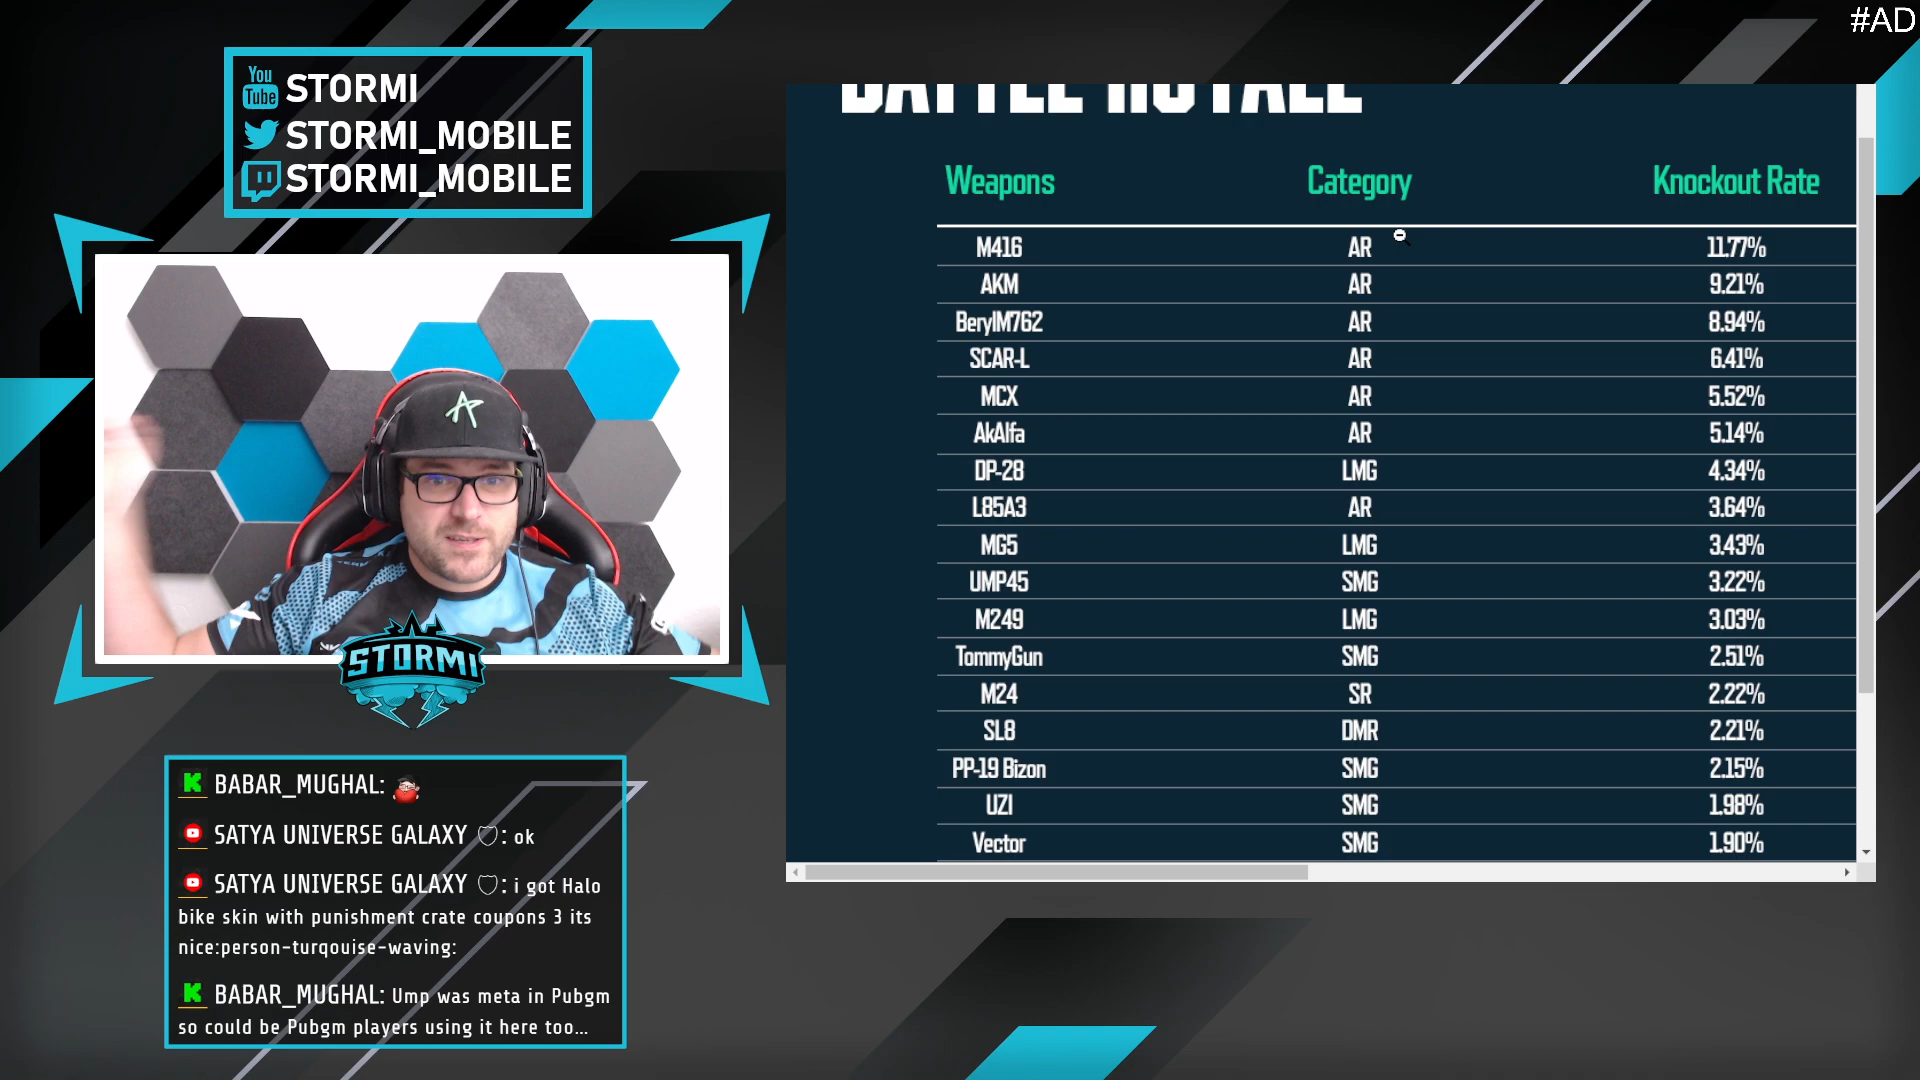 #AD
You
Tube
STORMI
STORMI_MOBILE
STORMI_MOBILE
BATTLE ROYALE
Weapons Category Knockout Rate
M416 AR 11.77%
AKM AR 9.21%
BerylM762 AR 8.94%
SCAR-L AR 6.41%
MCX AR 5.52%
AkAlfa AR 5.14%
DP-28 LMG 4.34%
L85A3 AR 3.64%
MG5 LMG 3.43%
UMP45 SMG 3.22%
M249 LMG 3.03%
TommyGun SMG 2.51%
M24 SR 2.22%
SL8 DMR 2.21%
PP-19 Bizon SMG 2.15%
UZI SMG 1.98%
Vector SMG 1.90%
STORMI
BABAR_MUGHAL:
SATYA UNIVERSE GALAXY : ok
SATYA UNIVERSE GALAXY : i got Halo
bike skin with punishment crate coupons 3 its
nice:person-turqouise-waving:
BABAR_MUGHAL: Ump was meta in Pubgm
so could be Pubgm players using it here too...